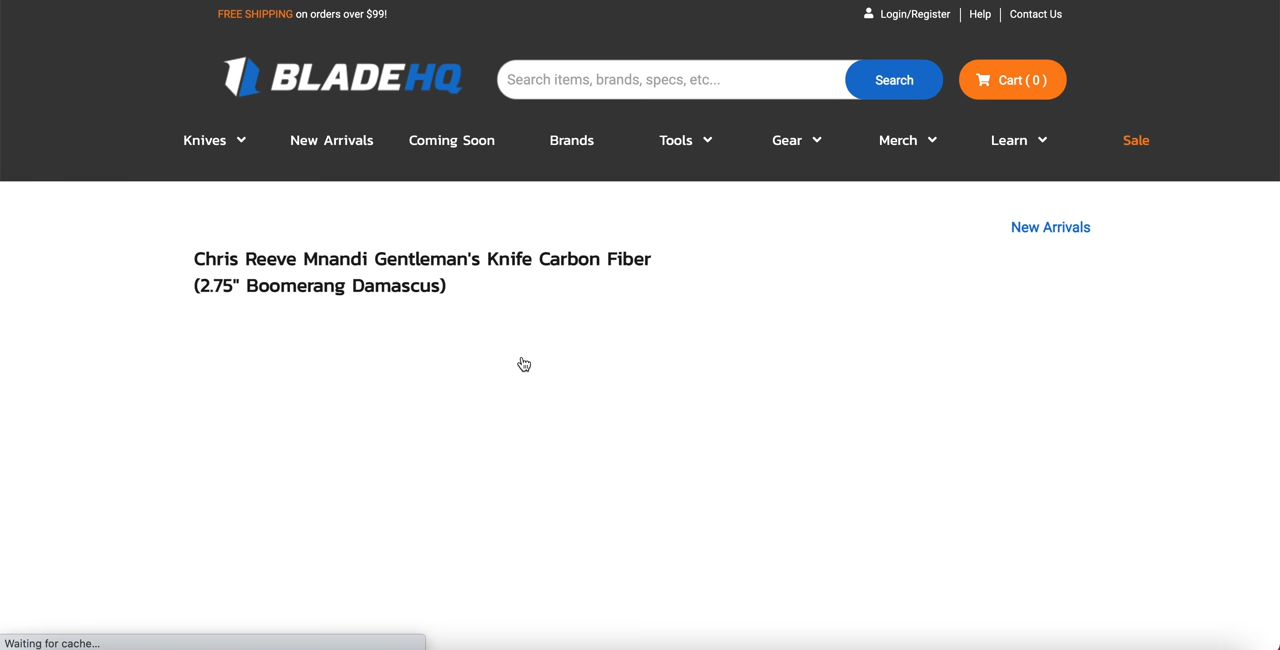 FREE SHIPPING on orders over $99!
Login/Register | Help | Contact Us
BLADEHQ
Search items, brands, specs, etc...
Search
Cart ( 0 )
Knives New Arrivals Coming Soon Brands Tools Gear Merch Learn Sale
New Arrivals
Chris Reeve Mnandi Gentleman's Knife Carbon Fiber
(2.75" Boomerang Damascus)
Waiting for cache...